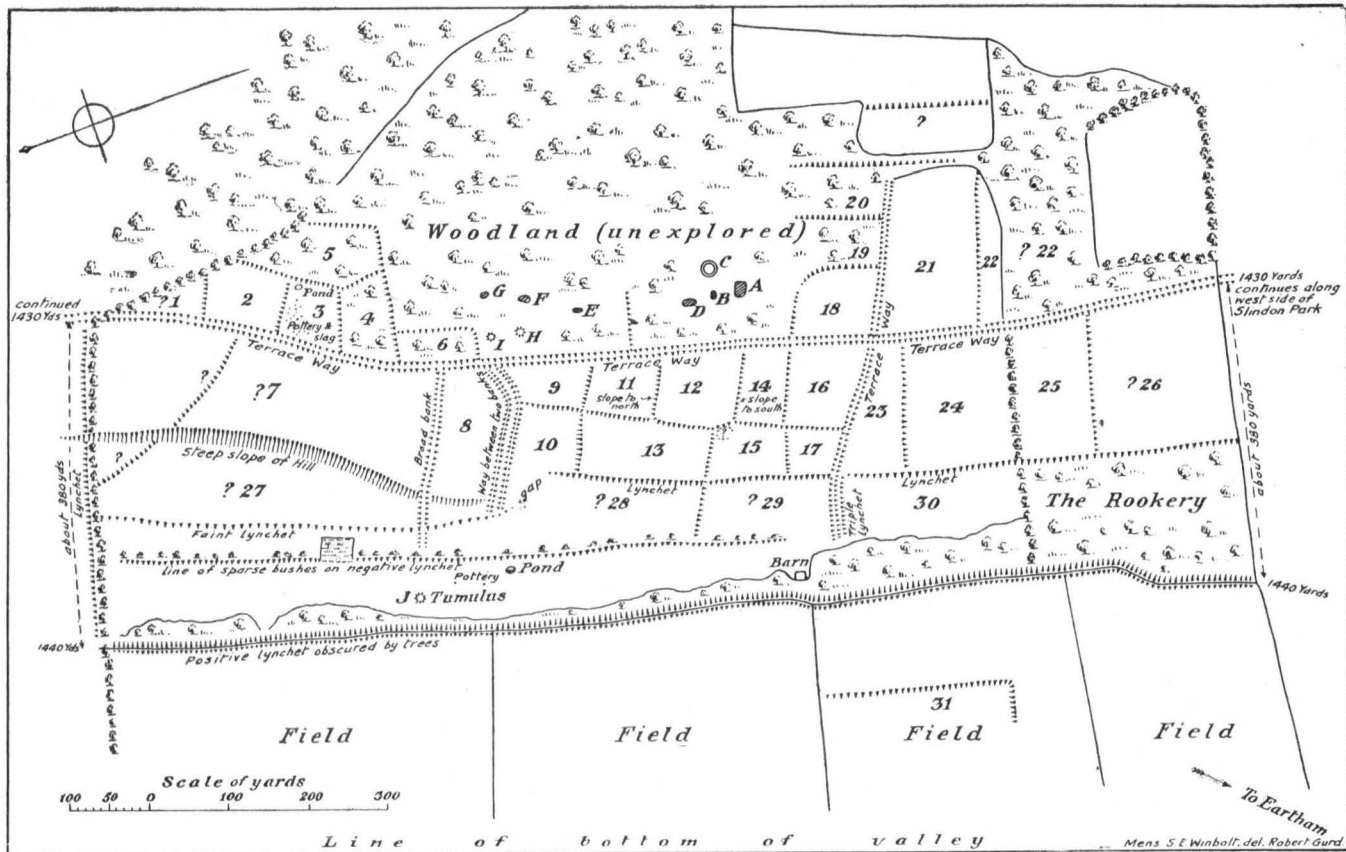 ?
20
Woodland (unexplored)
5
19
C
21
22
? 22
continued
1430 Yds
? 1
2
Pond
3
Pottery &
slag
4
G
F
E
D
B
A
18
Way
1430 Yards
continues along
west side of
Slindon Park
6
I
H
Terrace Way
Terrace Way
Terrace Way
?
? 7
8
9
11
slope to
north
12
14
slope
to south
16
Terrace
23
24
25
? 26
Broad bank
Way between two banks
10
13
15
17
?
Steep slope of Hill
? 27
gap
Lynchet
? 28
? 29
Triple
lynchet
Lynchet
30
The Rookery
about 380 yds
Lynchet
about 380 yards
Faint Lynchet
Line of sparse bushes on negative lynchet
Pottery
Pond
Barn
J Tumulus
1440 Yds
1440 Yards
Positive lynchet obscured by trees
31
Field
Field
Field
Field
Scale of yards
100 50 0 100 200 300
To Eartham
Line of bottom of valley
Mens S. E. Winbolt. del. Robert Gurd